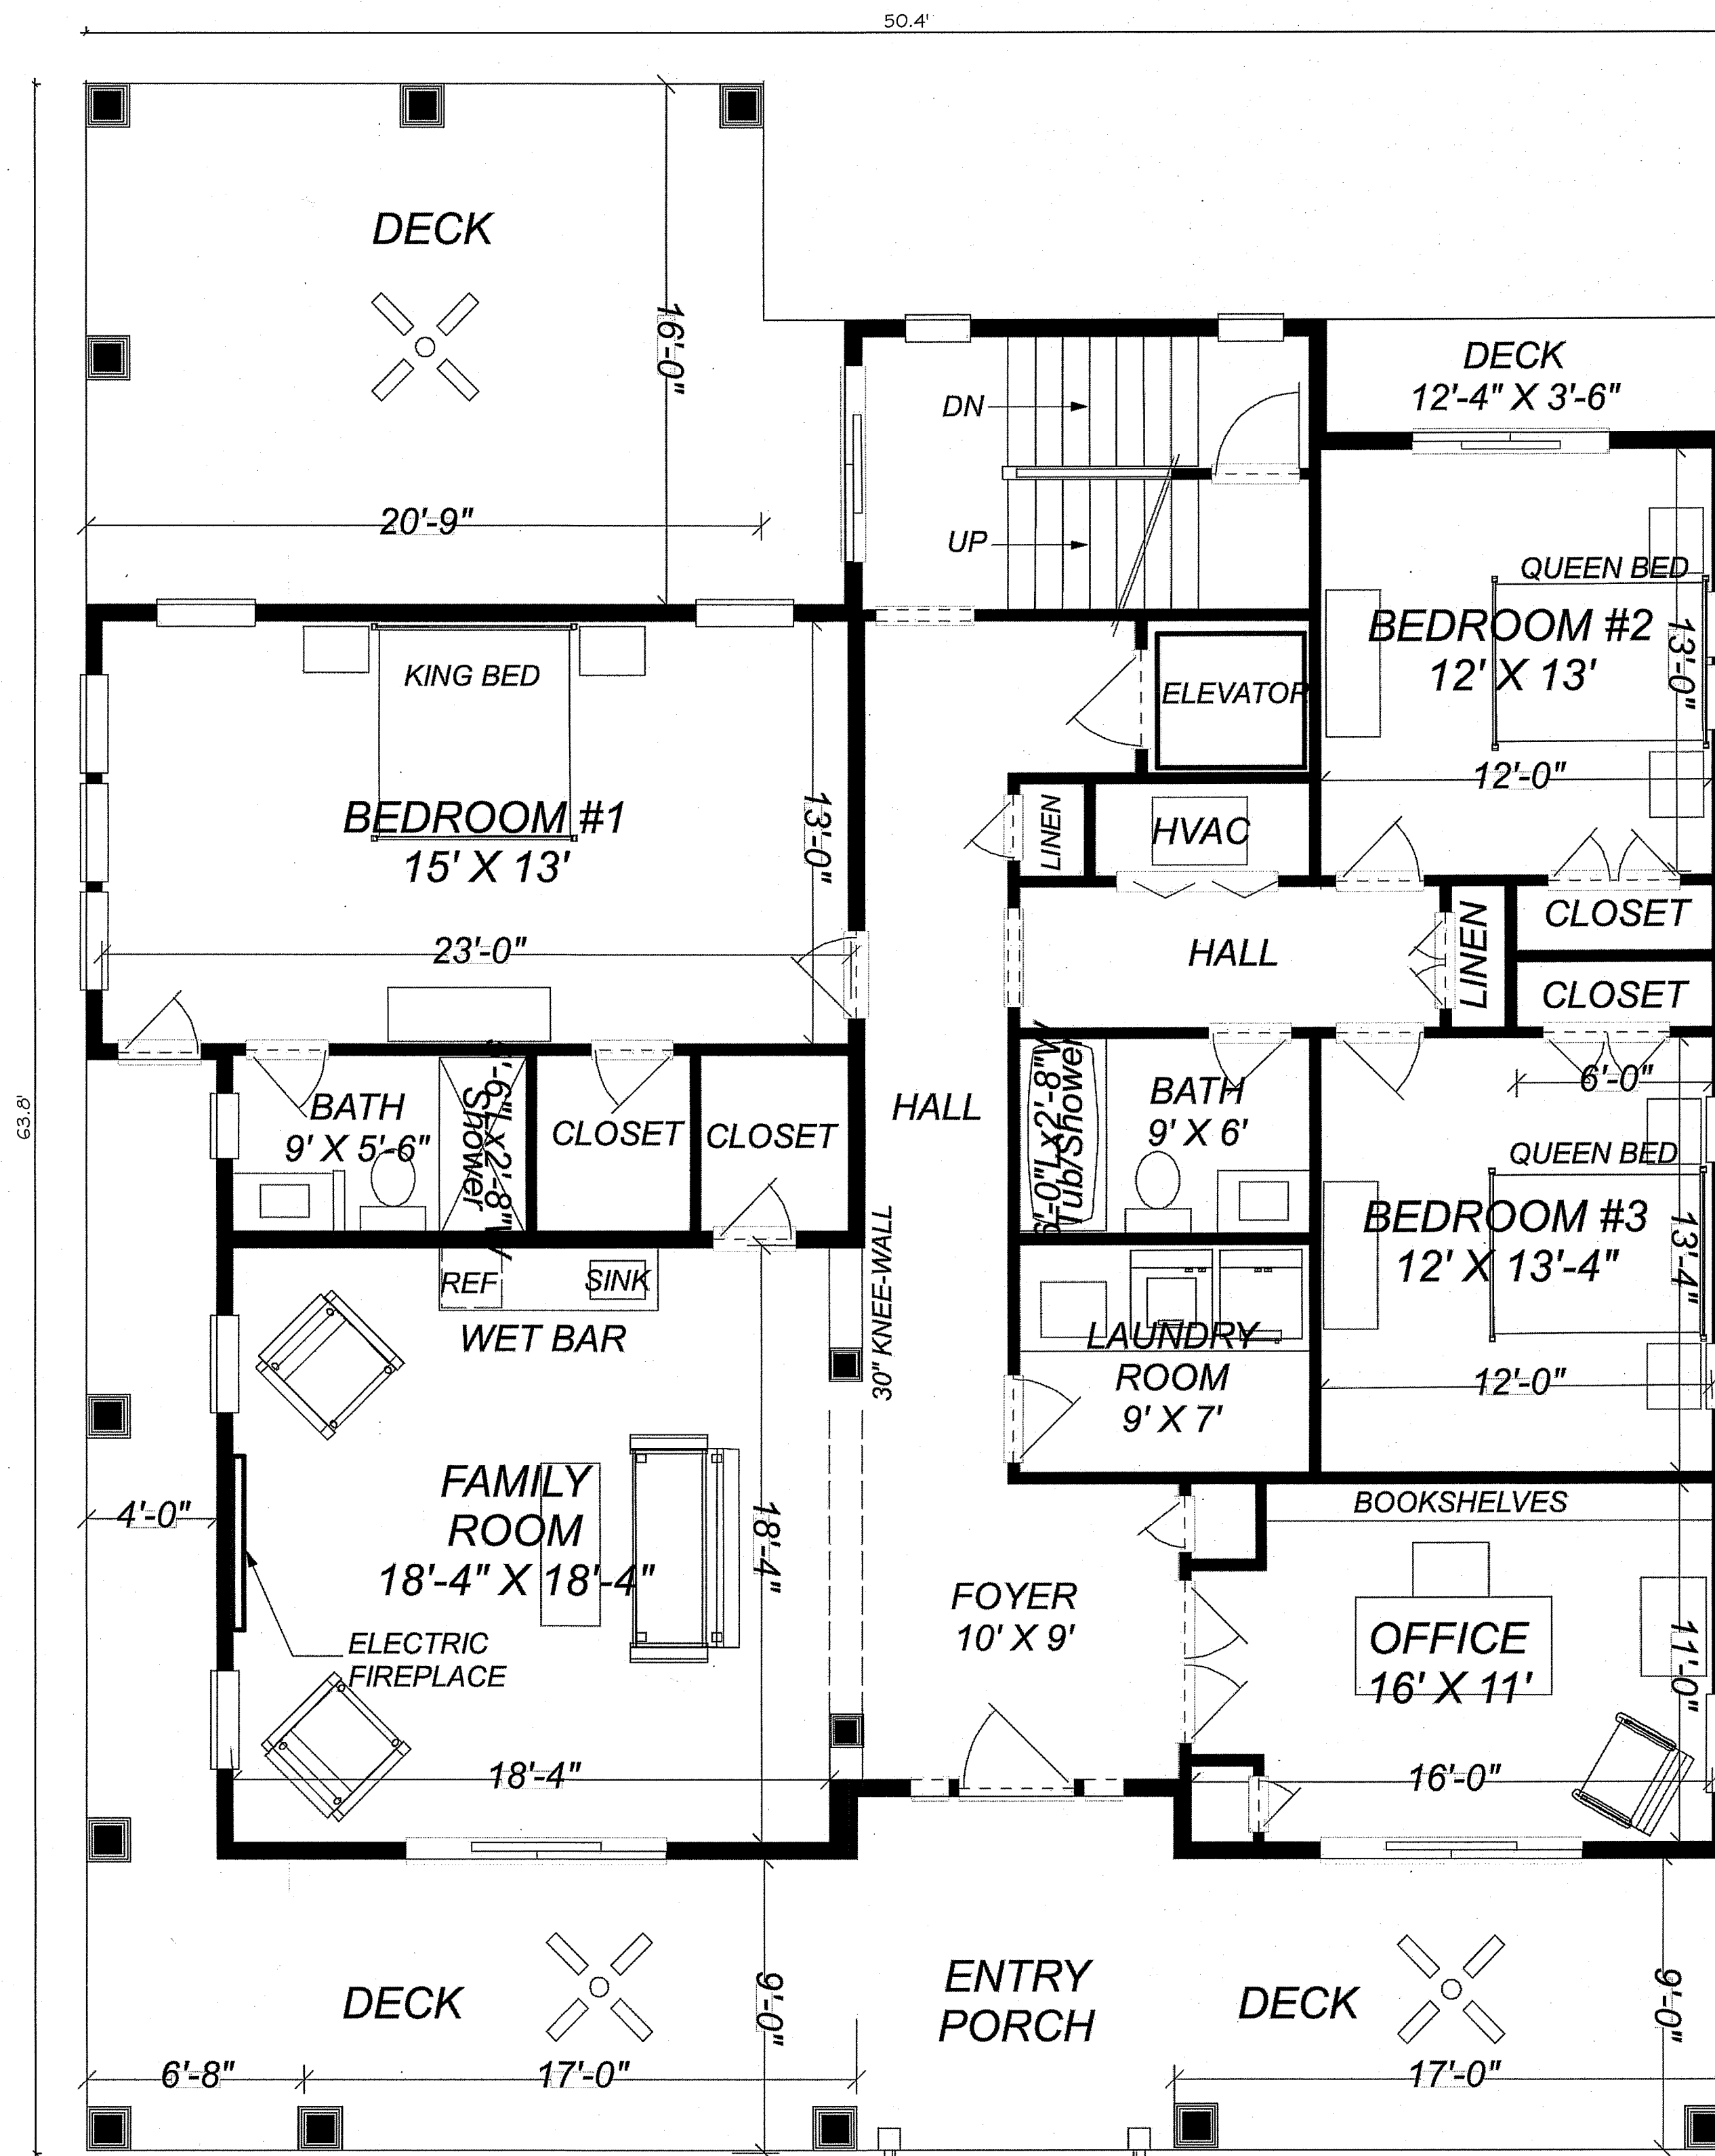 50.4'
63.8'
DECK
16'-0"
20'-9"
DN
UP
DECK
12'-4" X 3'-6"
QUEEN BED
BEDROOM #2
12' X 13'
13'-0"
12'-0"
KING BED
BEDROOM #1
15' X 13'
13'-0"
23'-0"
ELEVATOR
LINEN
HVAC
HALL
LINEN
CLOSET
CLOSET
6'-0"
BATH
9' X 5'-6"
Shower
CLOSET
CLOSET
HALL
6'-0"Lx2'-8"W
Tub/Shower
BATH
9' X 6'
QUEEN BED
BEDROOM #3
12' X 13'-4"
13'-4"
12'-0"
30" KNEE-WALL
REF
SINK
WET BAR
LAUNDRY
ROOM
9' X 7'
4'-0"
FAMILY
ROOM
18'-4" X 18'-4"
18'-4"
ELECTRIC
FIREPLACE
18'-4"
FOYER
10' X 9'
BOOKSHELVES
OFFICE
16' X 11'
11'-0"
16'-0"
DECK
9'-0"
ENTRY
PORCH
DECK
9'-0"
6'-8"
17'-0"
17'-0"